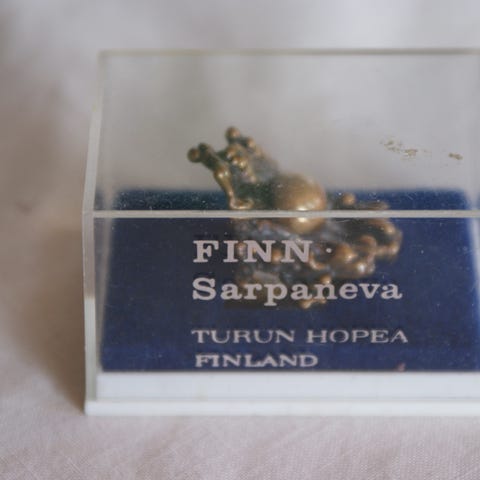 FINN
Sarpaneva
TURUN HOPEA
FINLAND